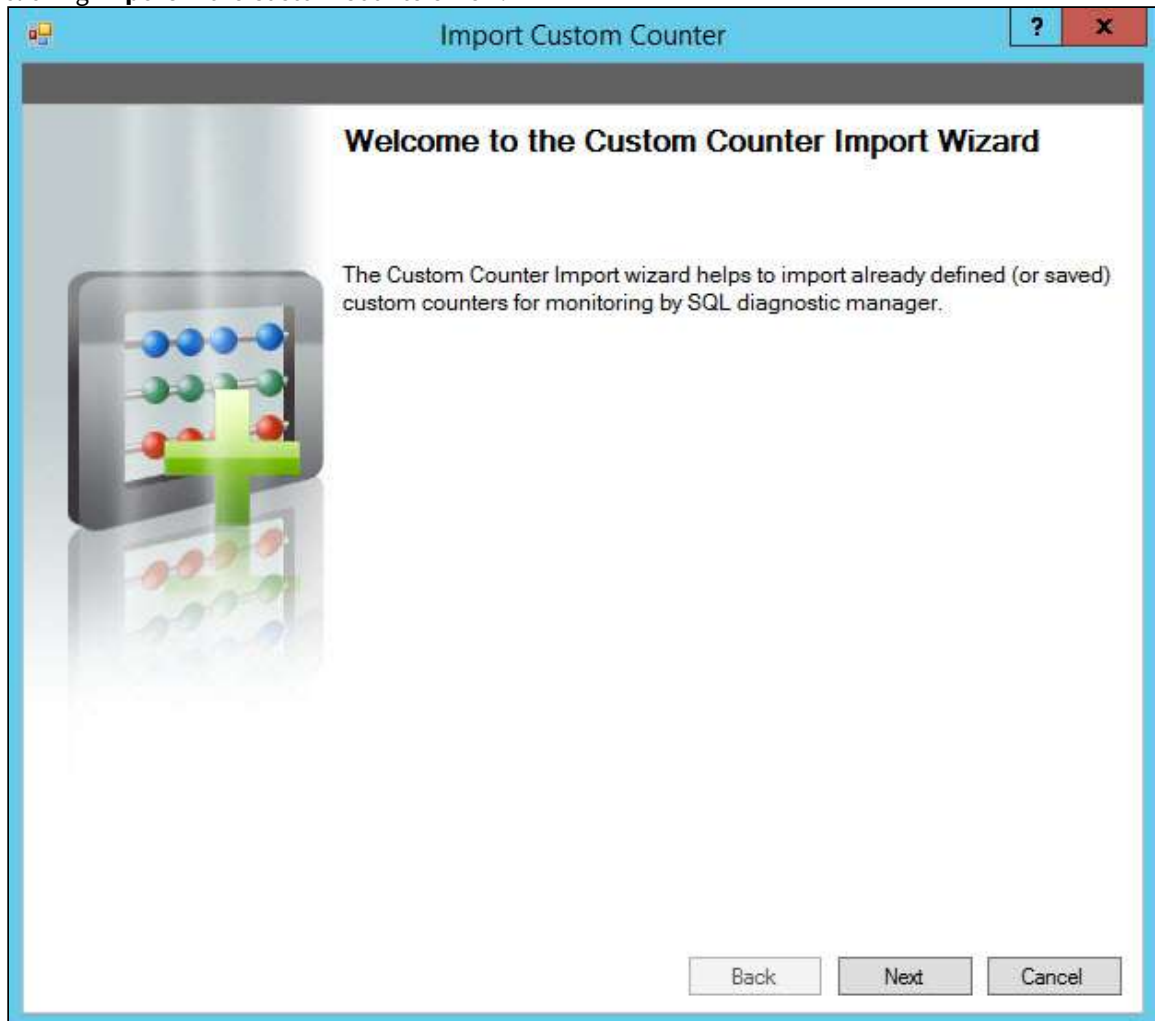 Import Custom Counter
? x
Welcome to the Custom Counter Import Wizard
The Custom Counter Import wizard helps to import already defined (or saved)
custom counters for monitoring by SQL diagnostic manager.
Back Next Cancel